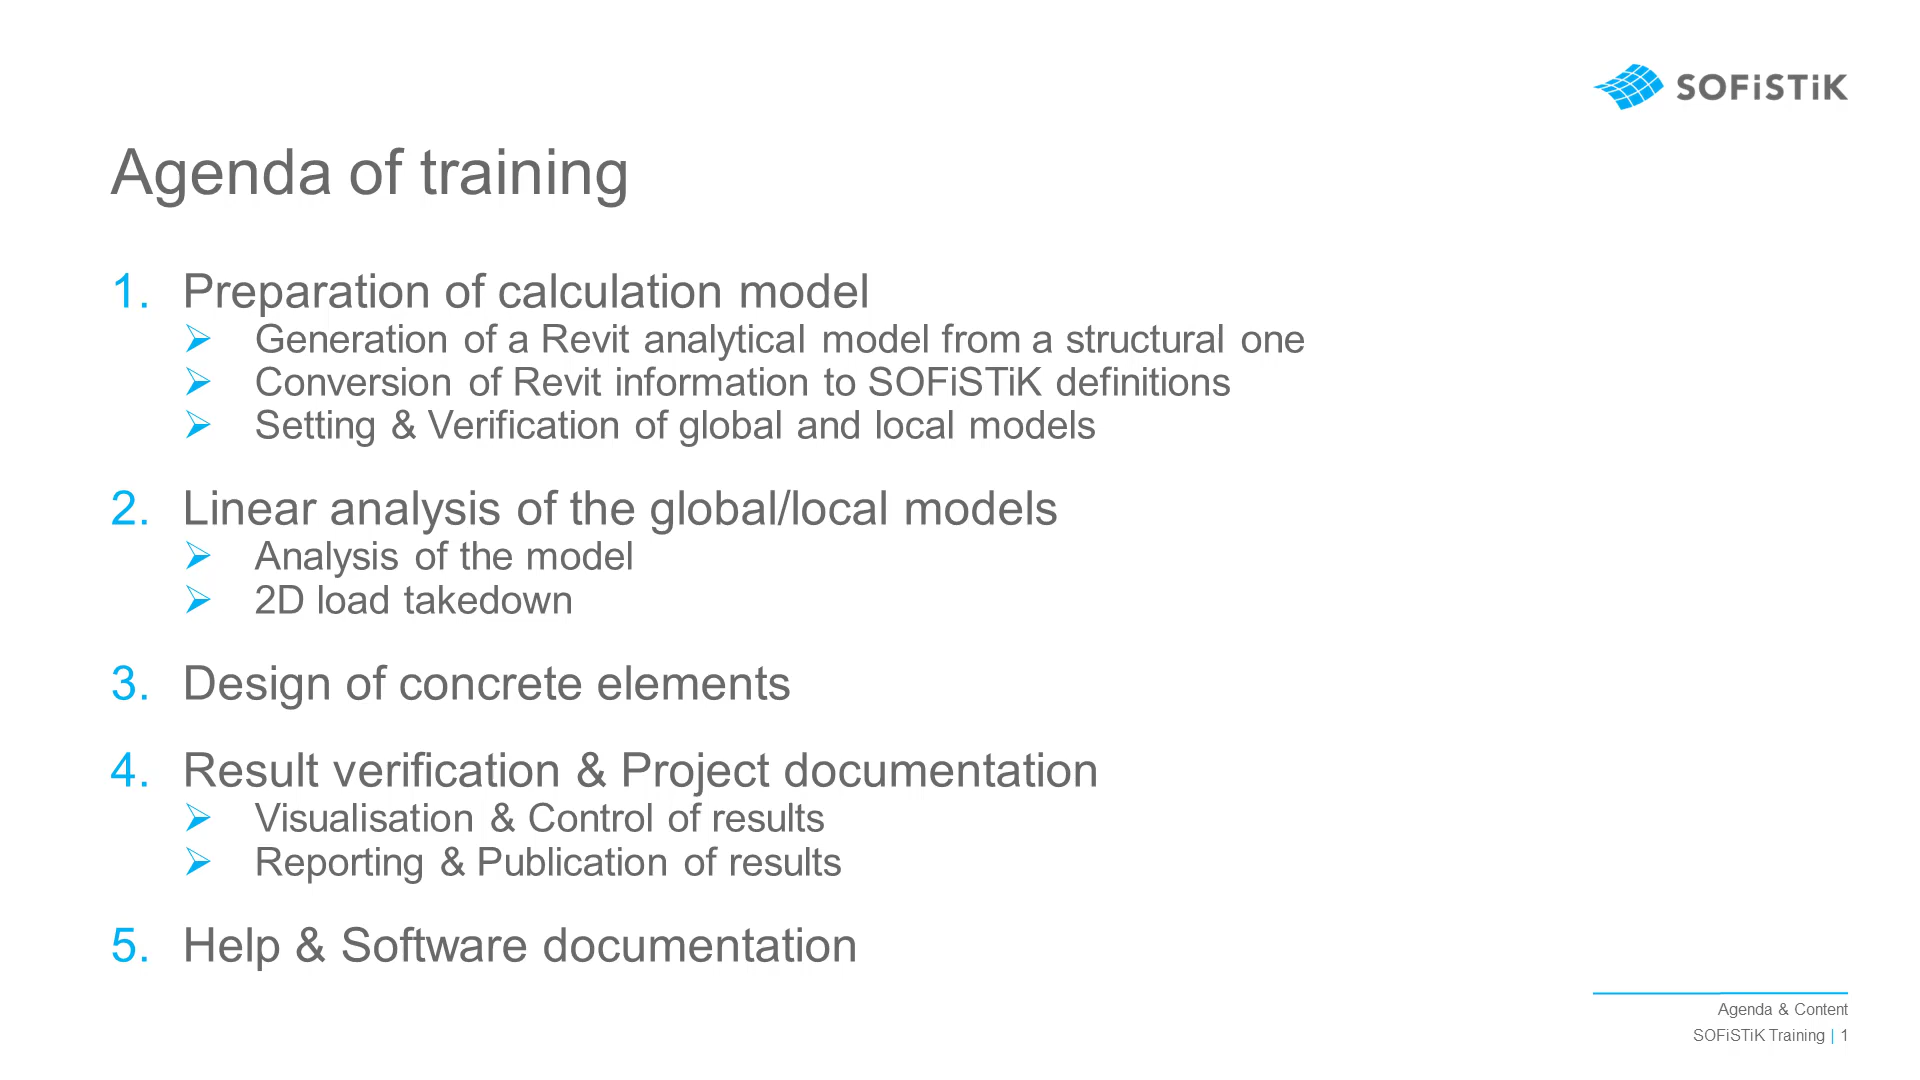 SOFiSTiK
Agenda of training
1. Preparation of calculation model
Generation of a Revit analytical model from a structural one
Conversion of Revit information to SOFiSTiK definitions
Setting & Verification of global and local models
2. Linear analysis of the global/local models
Analysis of the model
2D load takedown
3. Design of concrete elements
4. Result verification & Project documentation
Visualisation & Control of results
Reporting & Publication of results
5. Help & Software documentation
Agenda & Content
SOFiSTiK Training | 1